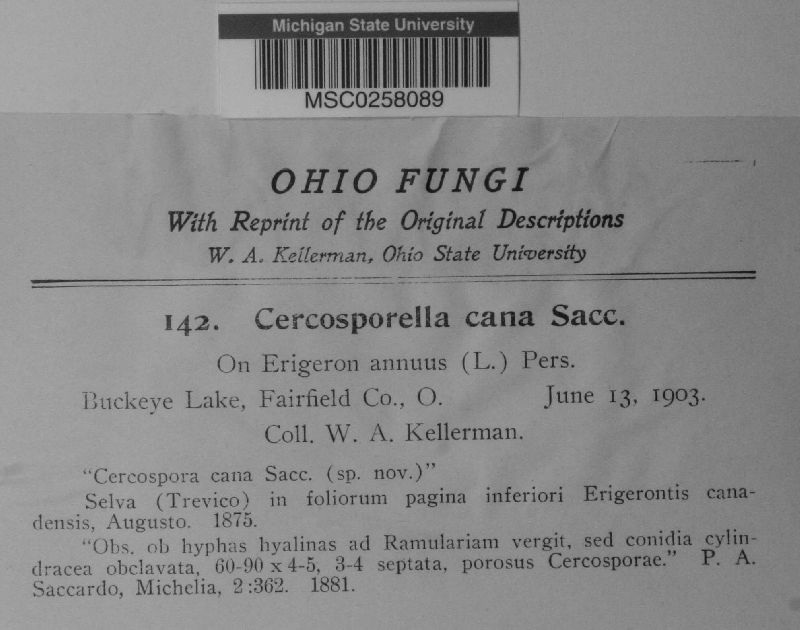 Michigan State University
MSC0258089
OHIO FUNGI
With Reprint of the Original Descriptions
W. A. Kellerman, Ohio State University
142. Cercosporella cana Sacc.
On Erigeron annuus (L.) Pers.
Buckeye Lake, Fairfield Co., O. June 13, 1903.
Coll. W. A. Kellerman.
"Cercospora cana Sacc. (sp. nov.)"
Selva (Trevico) in foliorum pagina inferiori Erigerontis cana-
densis, Augusto. 1875.
"Obs. ob hyphas hyalinas ad Ramulariam vergit, sed conidia cylin-
dracea obclavata, 60-90 x 4-5, 3-4 septata, porosus Cercosporae." P. A.
Saccardo, Michelia, 2:362. 1881.